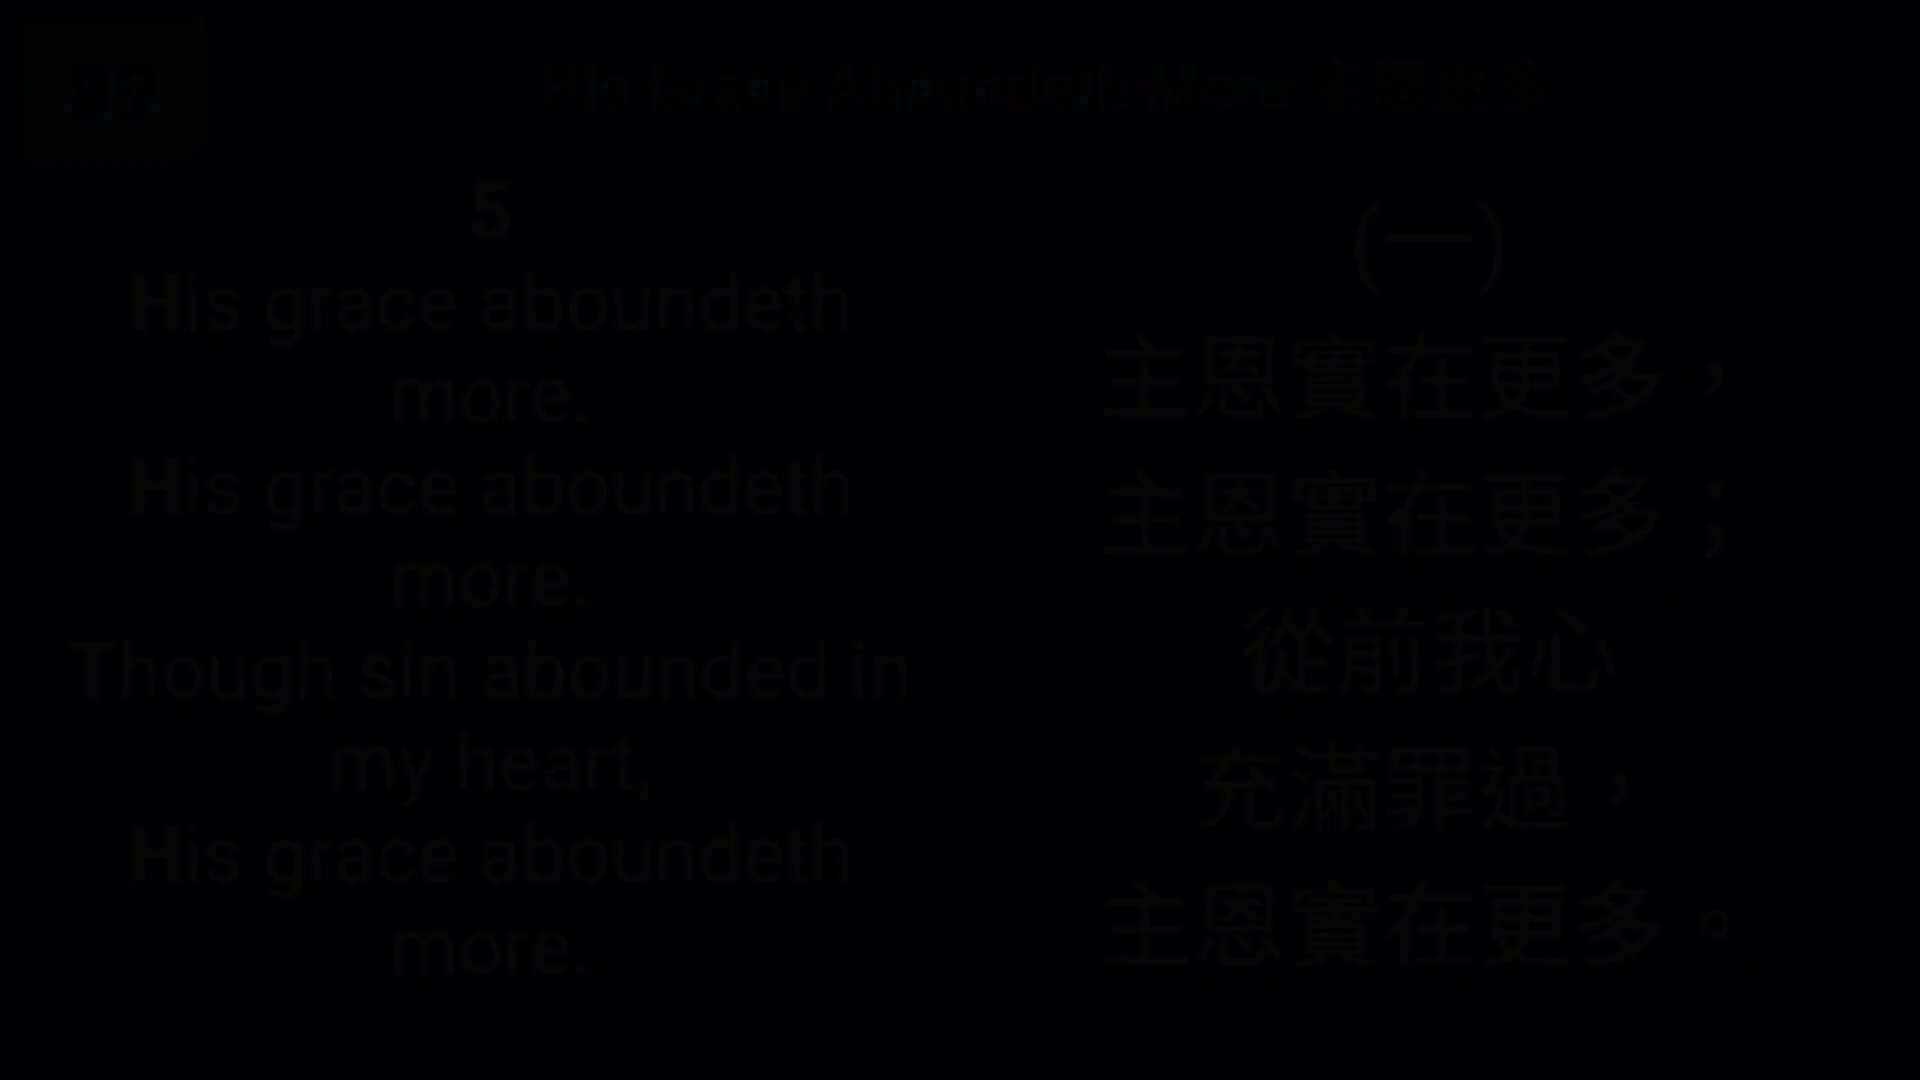 89
His Grace Aboundeth More 主恩更多
5
His grace aboundeth
more.
His grace aboundeth
more.
Though sin abounded in
my heart,
His grace aboundeth
more.
(一)
主恩實在更多，
主恩實在更多；
從前我心
充滿罪過，
主恩實在更多。